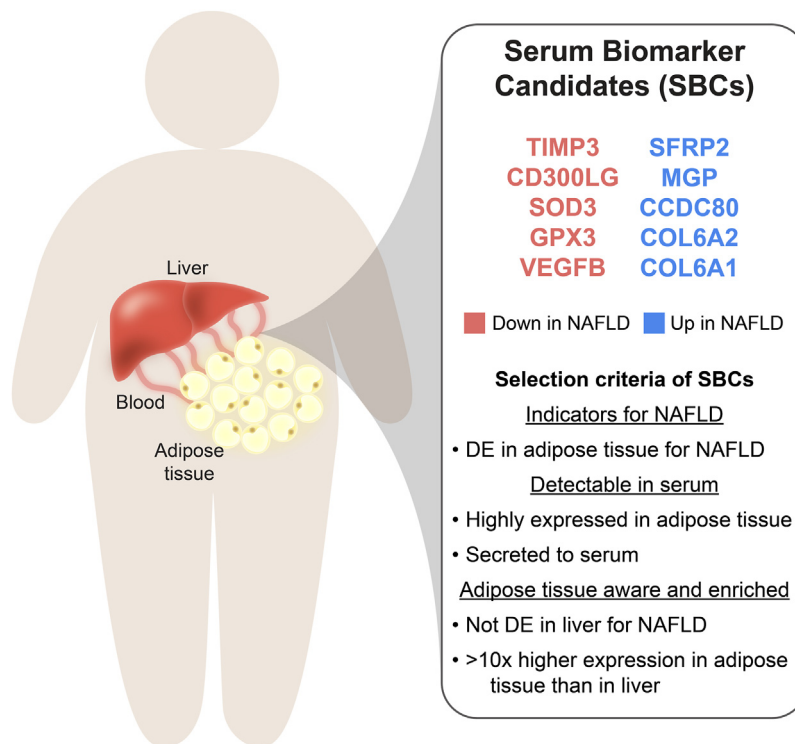 Serum Biomarker
Candidates (SBCs)
TIMP3 SFRP2
CD300LG MGP
SOD3 CCDC80
GPX3 COL6A2
VEGFB COL6A1
Down in NAFLD Up in NAFLD
Selection criteria of SBCs
Indicators for NAFLD
• DE in adipose tissue for NAFLD
Detectable in serum
• Highly expressed in adipose tissue
• Secreted to serum
Adipose tissue aware and enriched
• Not DE in liver for NAFLD
• >10x higher expression in adipose
tissue than in liver
Liver
Blood
Adipose
tissue